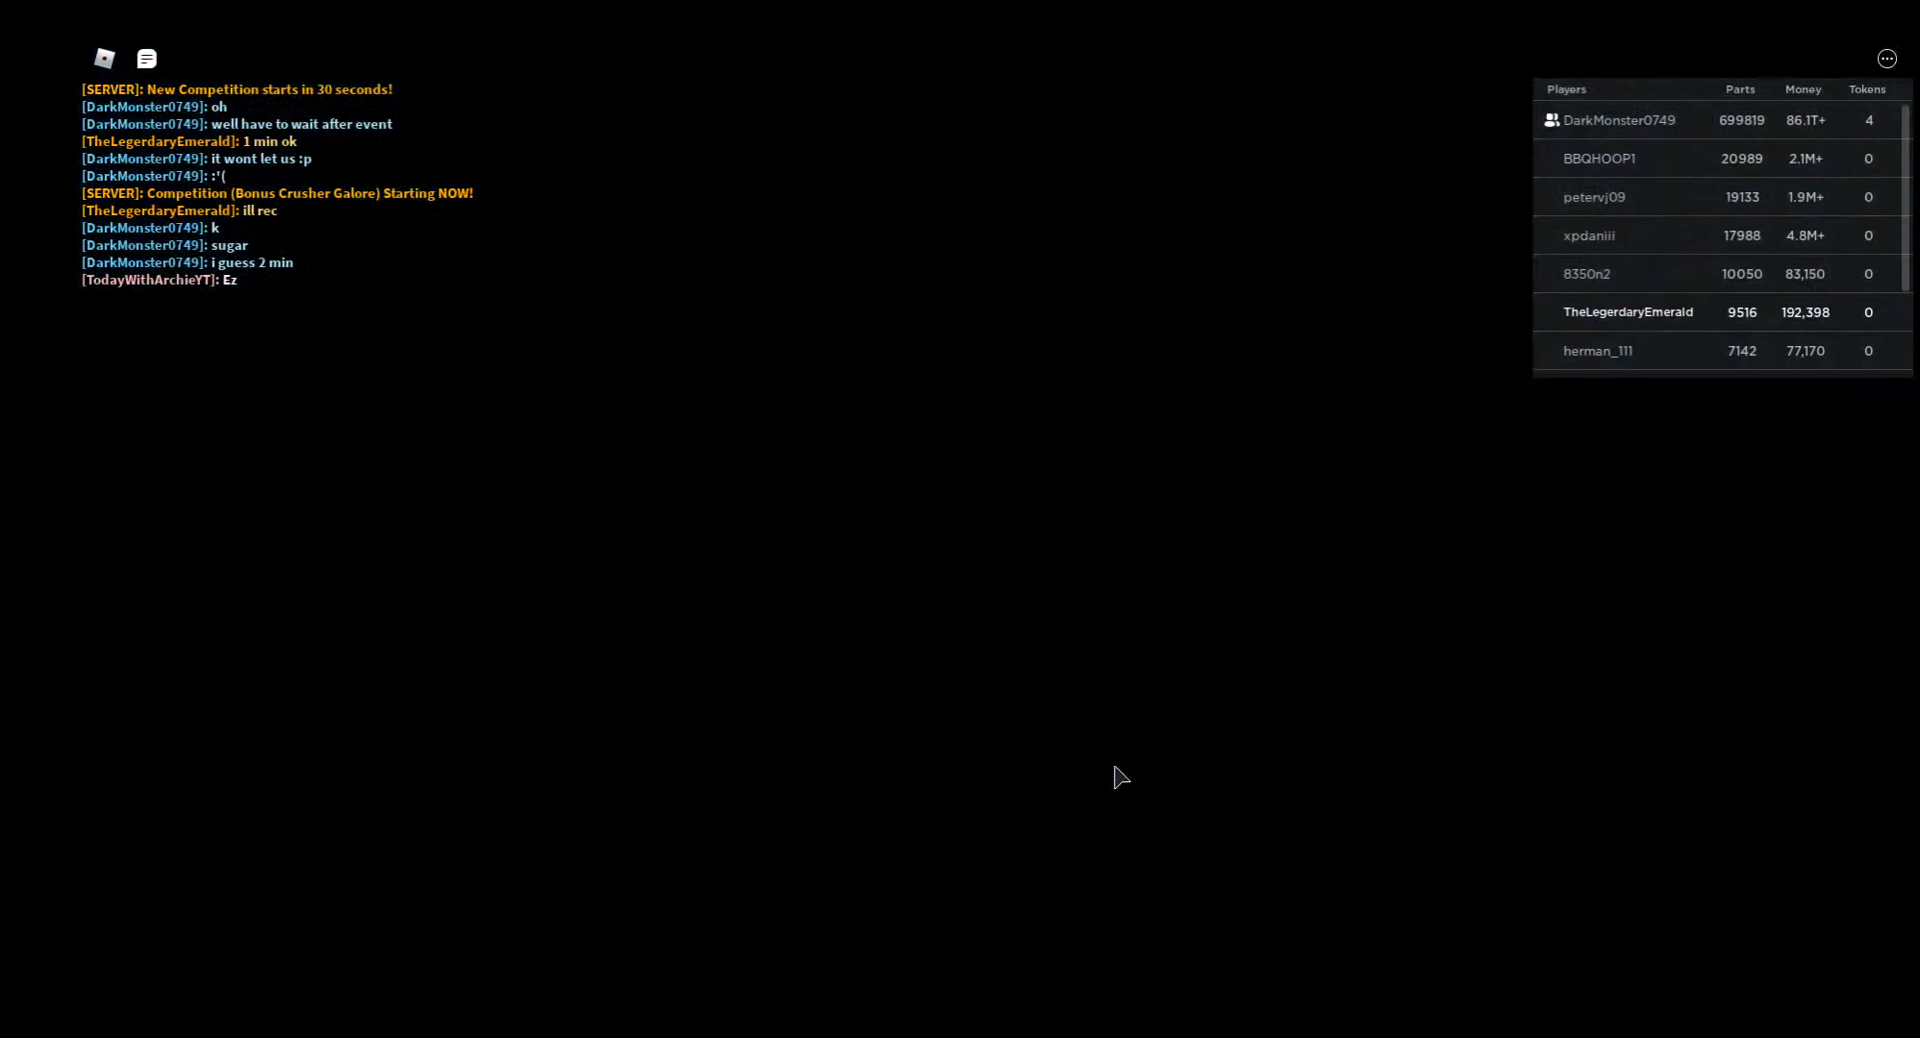 [SERVER]: New Competition starts in 30 seconds!
[DarkMonster0749]: oh
[DarkMonster0749]: well have to wait after event
[TheLegerdaryEmerald]: 1 min ok
[DarkMonster0749]: it wont let us :p
[DarkMonster0749]: :'(
[SERVER]: Competition (Bonus Crusher Galore) Starting NOW!
[TheLegerdaryEmerald]: ill rec
[DarkMonster0749]: k
[DarkMonster0749]: sugar
[DarkMonster0749]: i guess 2 min
[TodayWithArchieYT]: Ez
Players Parts Money Tokens
DarkMonster0749 699819 86.1T+ 4
BBQHOOP1 20989 2.1M+ 0
petervj09 19133 1.9M+ 0
xpdaniii 17988 4.8M+ 0
8350n2 10050 83,150 0
TheLegerdaryEmerald 9516 192,398 0
herman_111 7142 77,170 0